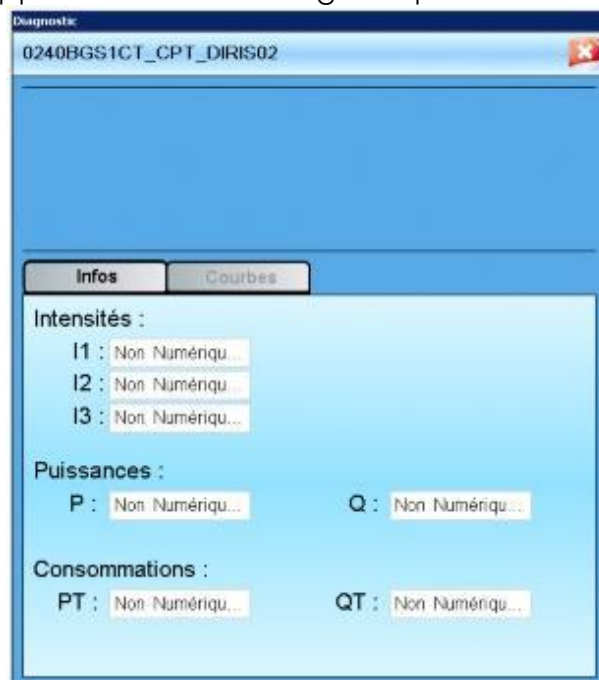 Diagnostic
0240BGS1CT_CPT_DIRIS02
Infos Courbes
Intensités :
I1 : Non Numériqu...
I2 : Non Numériqu...
I3 : Non Numériqu...
Puissances :
P : Non Numériqu... Q : Non Numériqu...
Consommations :
PT : Non Numériqu... QT : Non Numériqu...